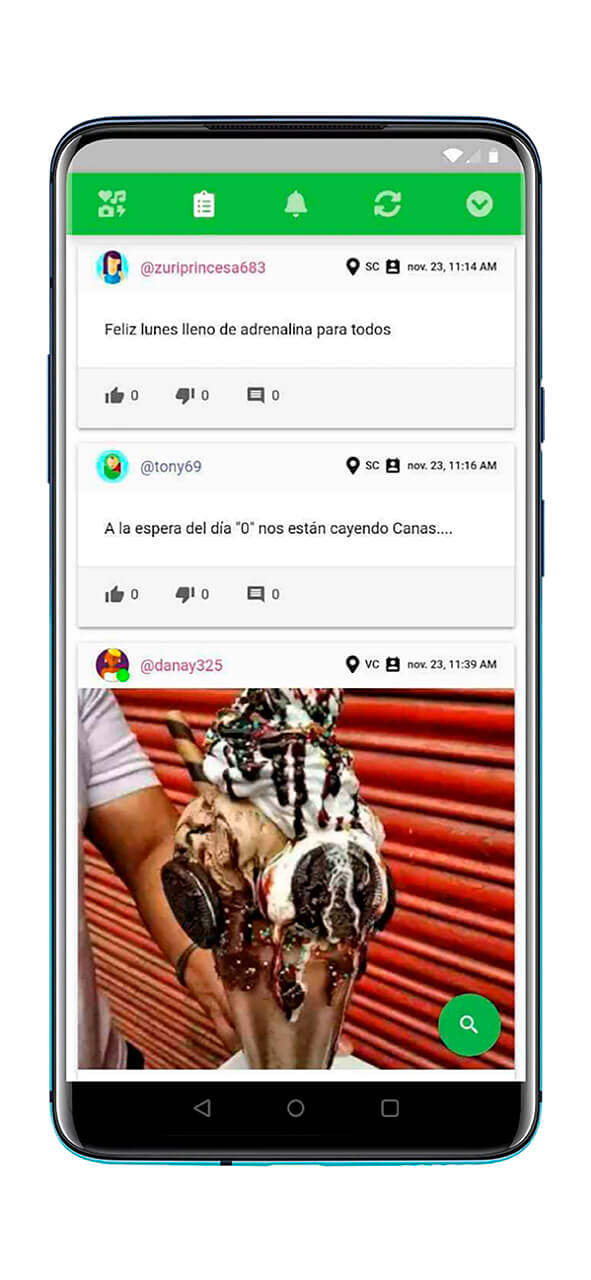 @zuriprincesa683 SC nov. 23, 11:14 AM
Feliz lunes lleno de adrenalina para todos
0 0 0
@tony69 SC nov. 23, 11:16 AM
A la espera del día "0" nos están cayendo Canas....
0 0 0
@danay325 VC nov. 23, 11:39 AM